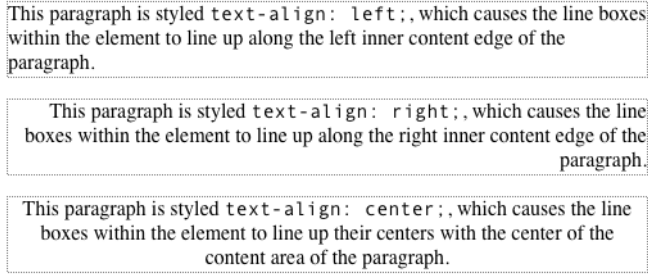 This paragraph is styled text-align: left;, which causes the line boxes
within the element to line up along the left inner content edge of the
paragraph.
This paragraph is styled text-align: right;, which causes the line
boxes within the element to line up along the right inner content edge of the
paragraph.
This paragraph is styled text-align: center;, which causes the line
boxes within the element to line up their centers with the center of the
content area of the paragraph.